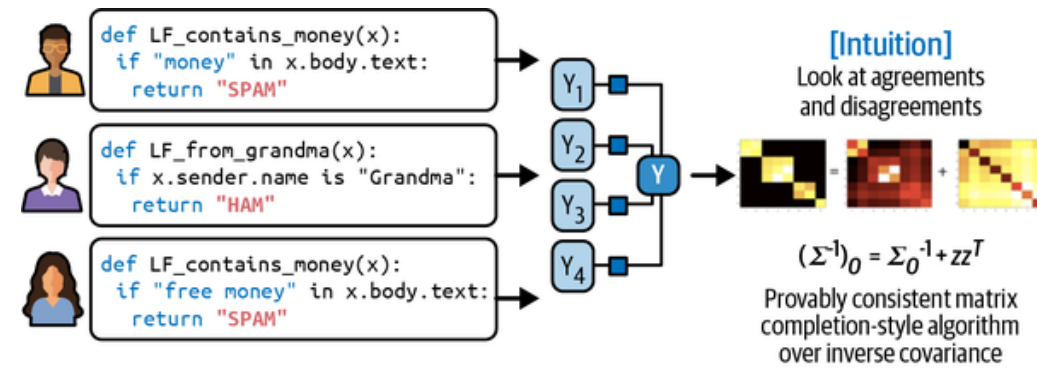 def LF_contains_money(x):
if "money" in x.body.text:
return "SPAM"
def LF_from_grandma(x):
if x.sender.name is "Grandma":
return "HAM"
def LF_contains_money(x):
if "free money" in x.body.text:
return "SPAM"
Y1
Y2
Y3
Y4
Y
[Intuition]
Look at agreements
and disagreements
= +
(Σ⁻¹)₀ = Σ₀⁻¹ + zzᵀ
Provably consistent matrix
completion-style algorithm
over inverse covariance